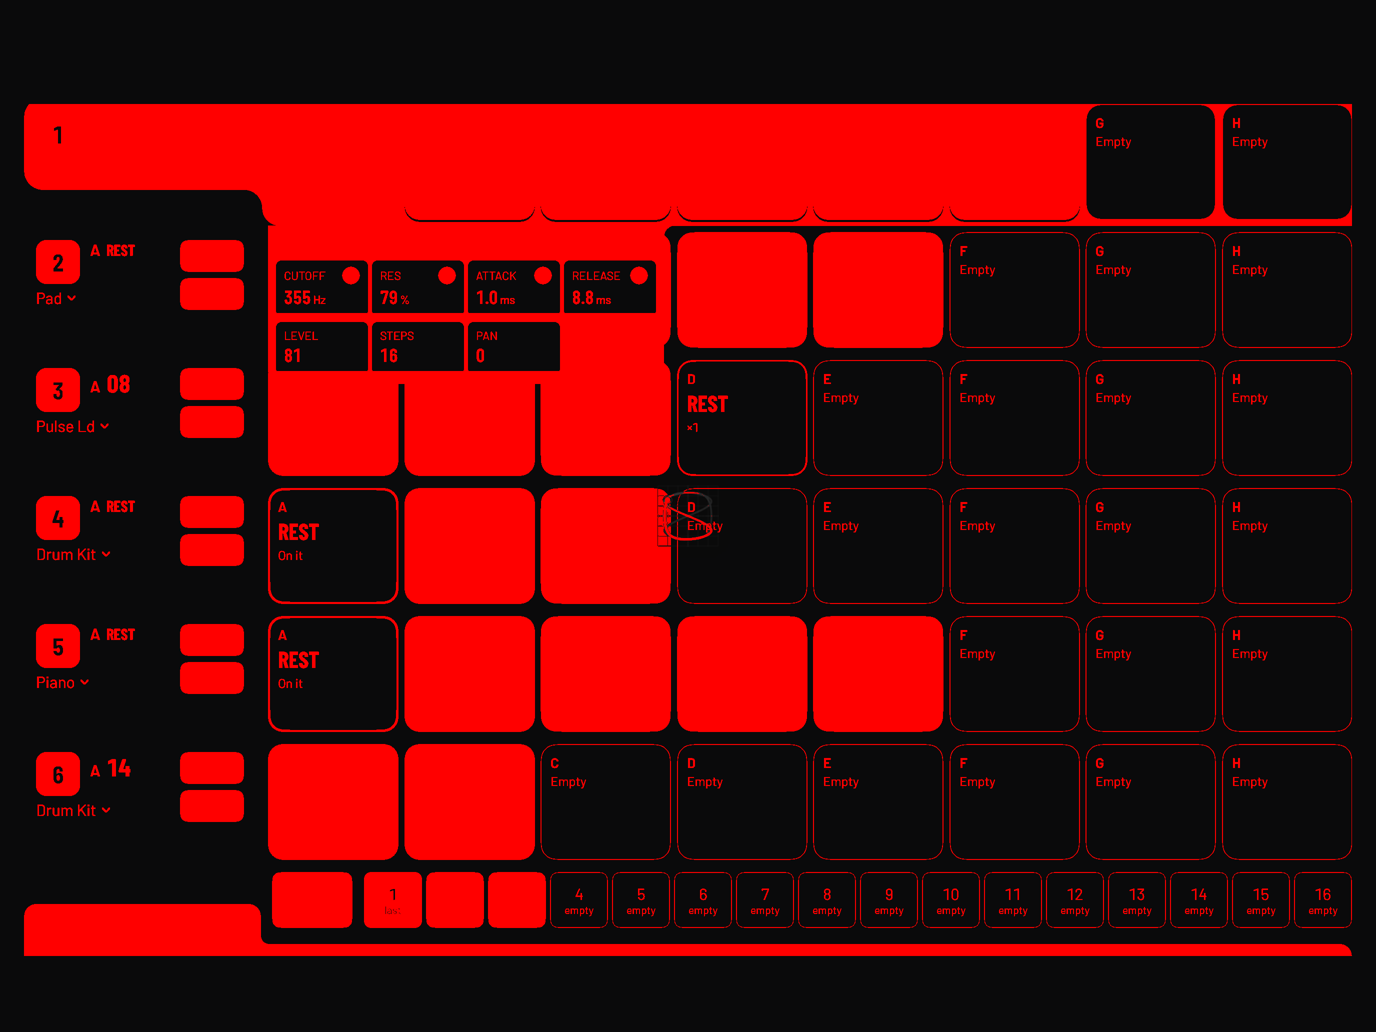 1
G
Empty
H
Empty
2 A REST
Pad
CUTOFF
355 Hz
RES
79 %
ATTACK
1.0 ms
RELEASE
8.8 ms
LEVEL
81
STEPS
16
PAN
0
F
Empty
G
Empty
H
Empty
3 A 08
Pulse Ld
D
REST
×1
E
Empty
F
Empty
G
Empty
H
Empty
4 A REST
Drum Kit
A
REST
On it
D
Empty
E
Empty
F
Empty
G
Empty
H
Empty
5 A REST
Piano
A
REST
On it
F
Empty
G
Empty
H
Empty
6 A 14
Drum Kit
C
Empty
D
Empty
E
Empty
F
Empty
G
Empty
H
Empty
1
4
empty
5
empty
6
empty
7
empty
8
empty
9
empty
10
empty
11
empty
12
empty
13
empty
14
empty
15
empty
16
empty